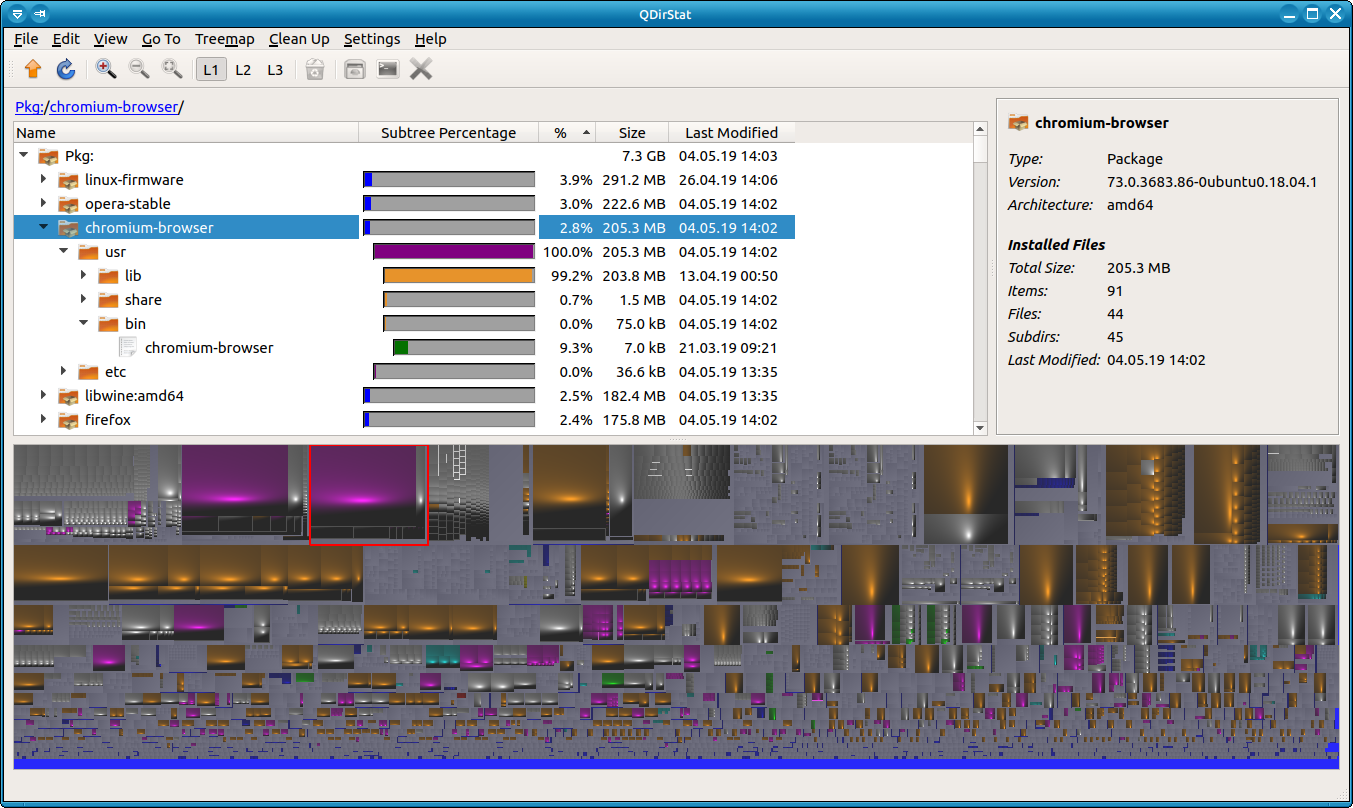 QDirStat
File Edit View Go To Treemap Clean Up Settings Help
L1 L2 L3
Pkg:/chromium-browser/
Name Subtree Percentage % Size Last Modified
Pkg: 7.3 GB 04.05.19 14:03
linux-firmware 3.9% 291.2 MB 26.04.19 14:06
opera-stable 3.0% 222.6 MB 04.05.19 14:02
chromium-browser 2.8% 205.3 MB 04.05.19 14:02
usr 100.0% 205.3 MB 04.05.19 14:02
lib 99.2% 203.8 MB 13.04.19 00:50
share 0.7% 1.5 MB 04.05.19 14:02
bin 0.0% 75.0 kB 04.05.19 14:02
chromium-browser 9.3% 7.0 kB 21.03.19 09:21
etc 0.0% 36.6 kB 04.05.19 13:35
libwine:amd64 2.5% 182.4 MB 04.05.19 13:35
firefox 2.4% 175.8 MB 04.05.19 14:02
chromium-browser
Type: Package
Version: 73.0.3683.86-0ubuntu0.18.04.1
Architecture: amd64
Installed Files
Total Size: 205.3 MB
Items: 91
Files: 44
Subdirs: 45
Last Modified: 04.05.19 14:02